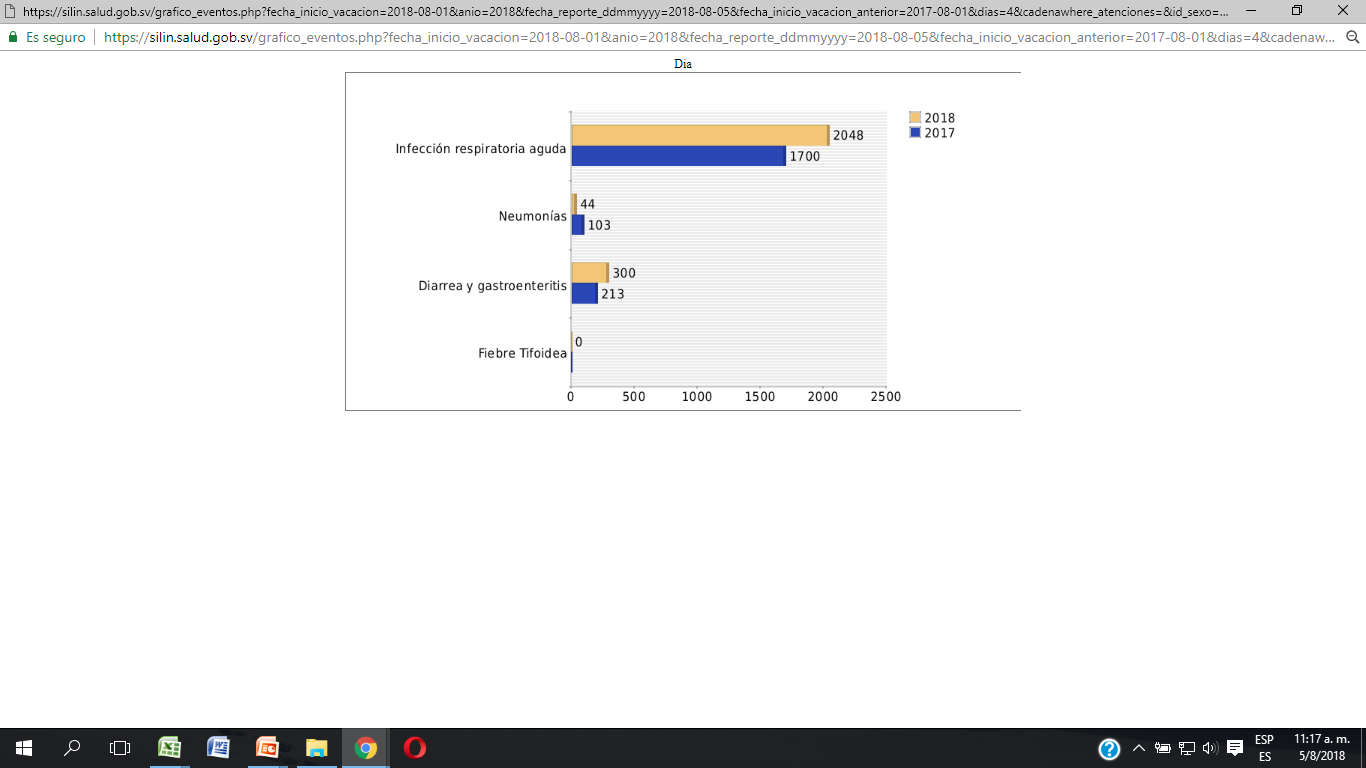 https://silin.salud.gob.sv/grafico_eventos.php?fecha_inicio_vacacion=2018-08-01&anio=2018&fecha_reporte_ddmmyyyy=2018-08-05&fecha_inicio_vacacion_anterior=2017-08-01&dias=4&cadenawhere_atenciones=&id_sexo=...
Es seguro | https://silin.salud.gob.sv/grafico_eventos.php?fecha_inicio_vacacion=2018-08-01&anio=2018&fecha_reporte_ddmmyyyy=2018-08-05&fecha_inicio_vacacion_anterior=2017-08-01&dias=4&cadenaw...
Dia
2018
2017
Infección respiratoria aguda
2048
1700
Neumonías
44
103
Diarrea y gastroenteritis
300
213
Fiebre Tifoidea
0
0 500 1000 1500 2000 2500
ESP
ES
11:17 a. m.
5/8/2018